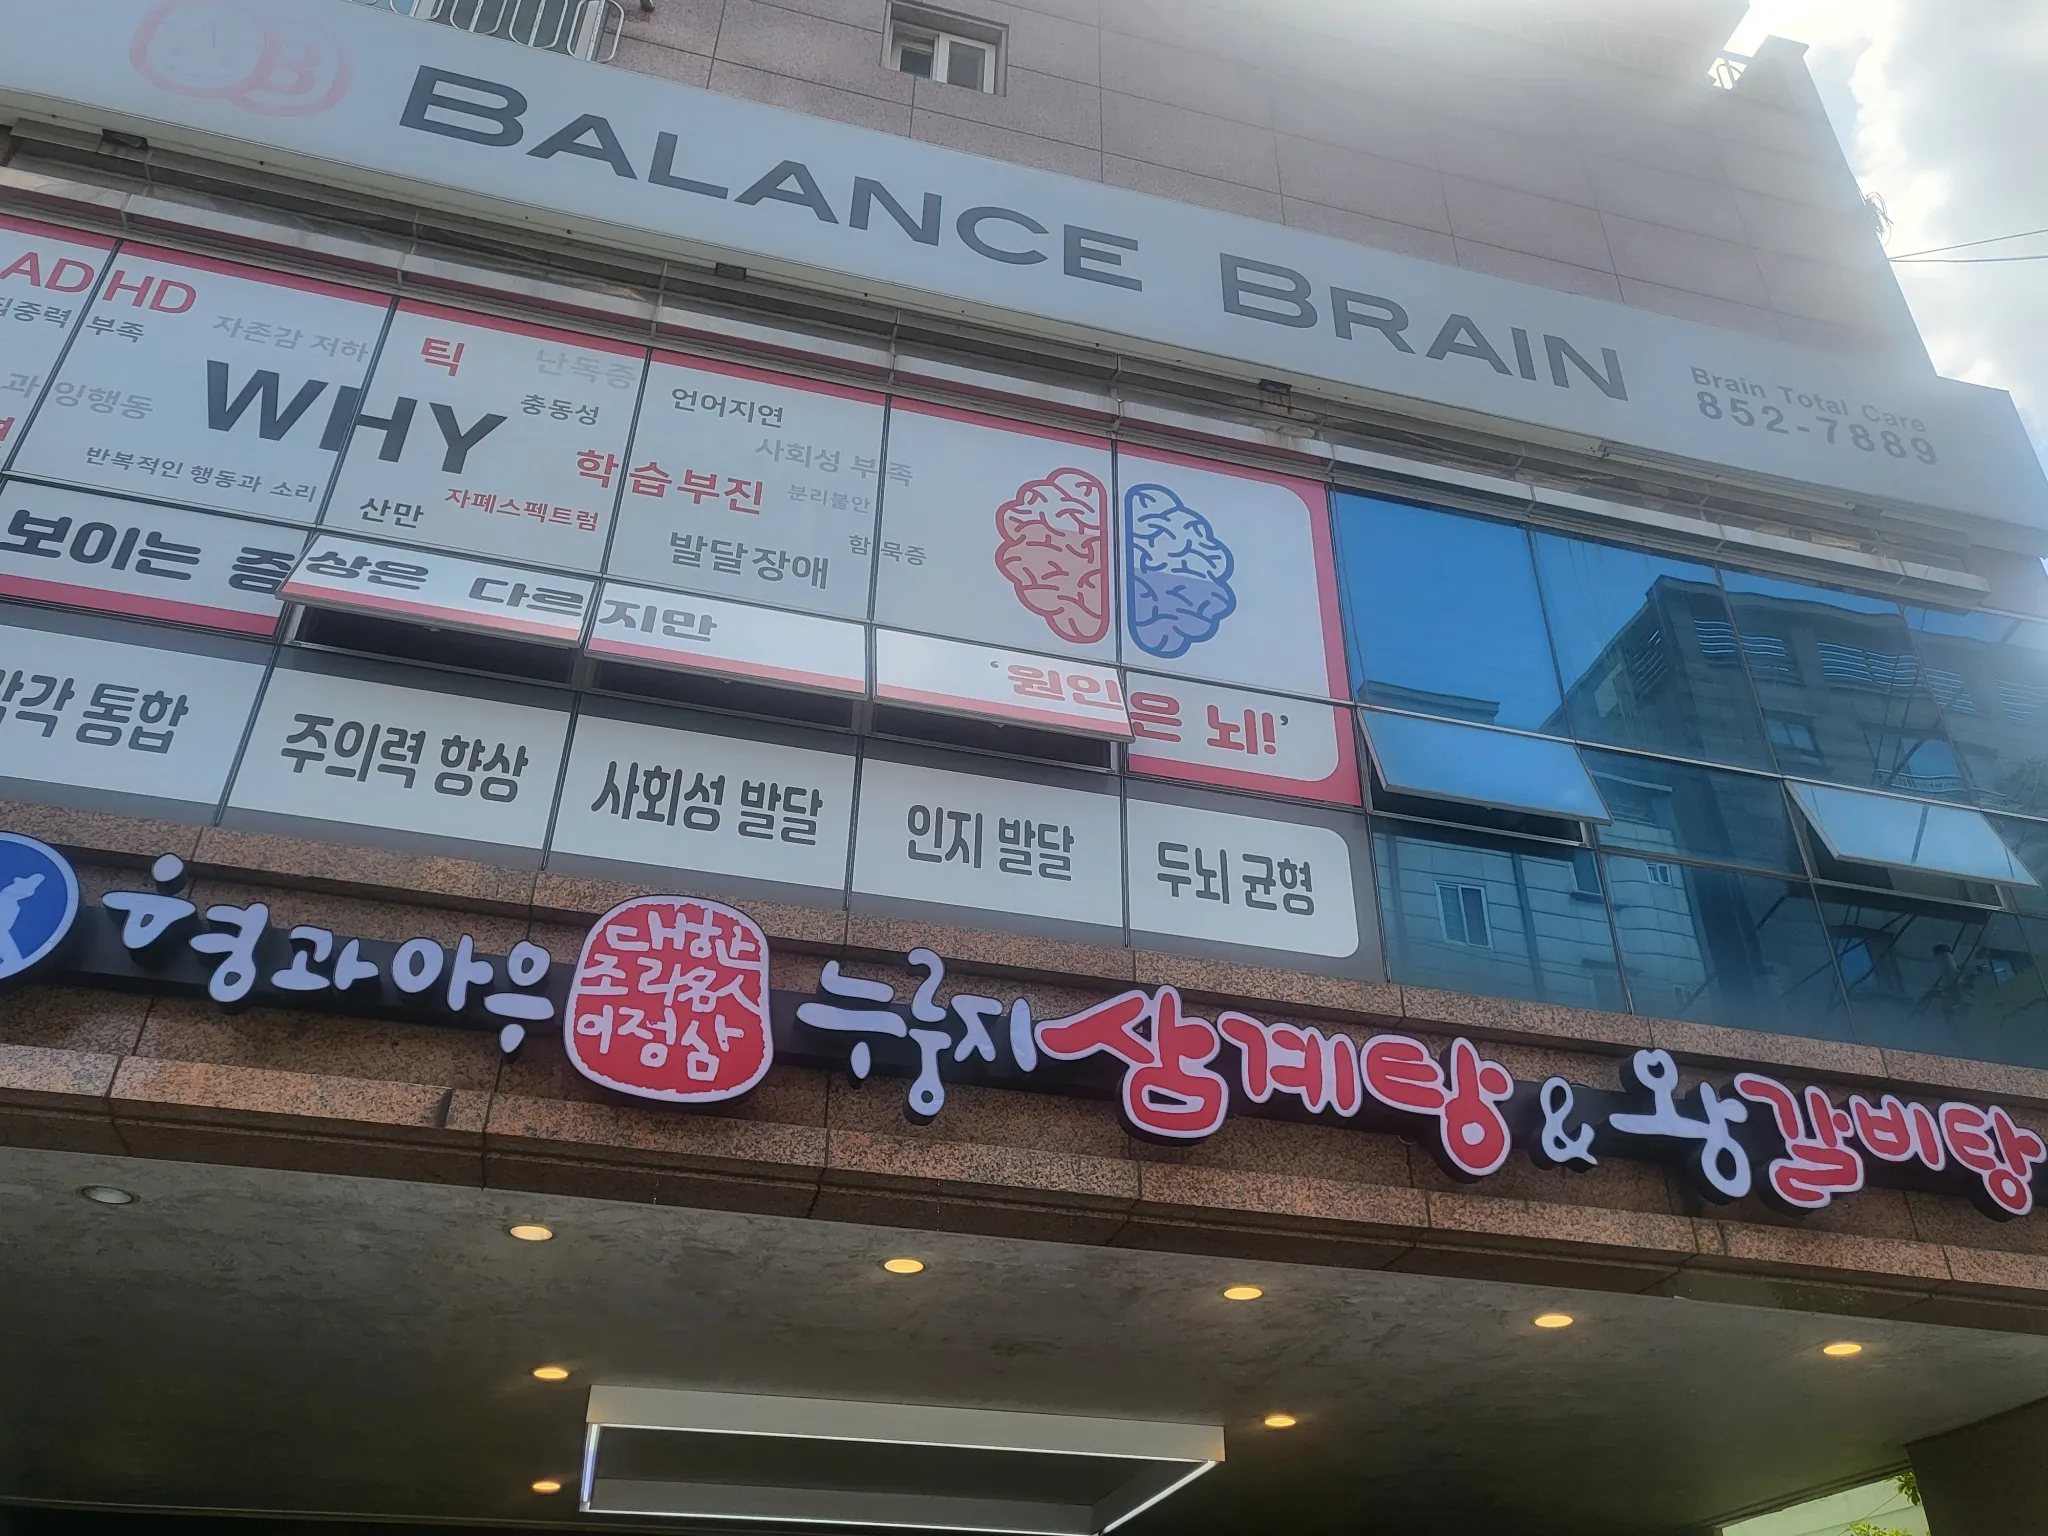 BALANCE BRAIN
Brain Total Care
852-7889
ADHD
집중력 부족
자존감 저하
틱
난독증
언어지연
과잉행동
WHY
충동성
사회성 부족
반복적인 행동과 소리
학습부진
분리불안
산만
자폐스펙트럼
발달장애
함묵증
보이는 증상은 다르지만
'원인은 뇌!'
감각 통합
주의력 향상
사회성 발달
인지 발달
두뇌 균형
형과아우
대한
조리名人
이정삼
누룽지 삼계탕 & 왕갈비탕